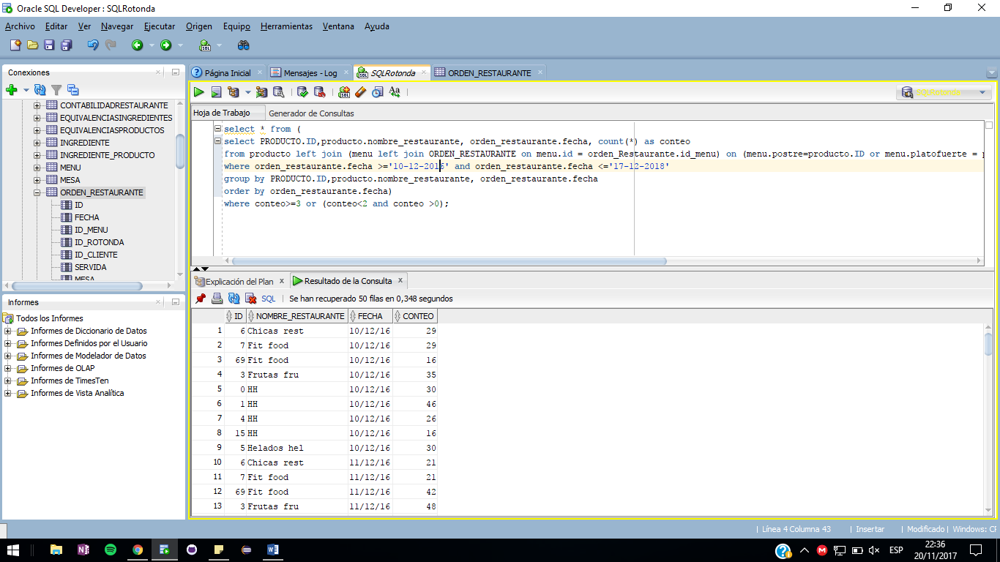 Oracle SQL Developer : SQLRotonda
Archivo Editar Ver Navegar Ejecutar Origen Equipo Herramientas Ventana Ayuda
Conexiones
CONTABILIDADRESTAURANTE
EQUIVALENCIASINGREDIENTES
EQUIVALENCIASPRODUCTOS
INGREDIENTE
INGREDIENTE_PRODUCTO
MENU
MESA
ORDEN_RESTAURANTE
ID
FECHA
ID_MENU
ID_ROTONDA
ID_CLIENTE
SERVIDA
MESA
Informes
Todos los Informes
Informes de Diccionario de Datos
Informes Definidos por el Usuario
Informes de Modelador de Datos
Informes de OLAP
Informes de TimesTen
Informes de Vista Analítica
Página Inicial Mensajes - Log SQLRotonda ORDEN_RESTAURANTE
SQLRotonda
Hoja de Trabajo Generador de Consultas
select * from (
select PRODUCTO.ID,producto.nombre_restaurante, orden_restaurante.fecha, count(*) as conteo
from producto left join (menu left join ORDEN_RESTAURANTE on menu.id = orden_Restaurante.id_menu) on (menu.postre=producto.ID or menu.platofuerte = p
where orden_restaurante.fecha >='10-12-2016' and orden_restaurante.fecha <='17-12-2018'
group by PRODUCTO.ID,producto.nombre_restaurante, orden_restaurante.fecha
order by orden_restaurante.fecha)
where conteo>=3 or (conteo<2 and conteo >0);
Explicación del Plan x Resultado de la Consulta x
SQL | Se han recuperado 50 filas en 0,348 segundos
ID NOMBRE_RESTAURANTE FECHA CONTEO
1 6 Chicas rest 10/12/16 29
2 7 Fit food 10/12/16 29
3 69 Fit food 10/12/16 16
4 3 Frutas fru 10/12/16 35
5 0 HH 10/12/16 30
6 1 HH 10/12/16 46
7 4 HH 10/12/16 26
8 15 HH 10/12/16 16
9 5 Helados hel 10/12/16 30
10 6 Chicas rest 11/12/16 21
11 7 Fit food 11/12/16 21
12 69 Fit food 11/12/16 42
13 3 Frutas fru 11/12/16 48
| Línea 4 Columna 43 | Insertar | Modificado | Windows: CF
ESP
22:36
20/11/2017